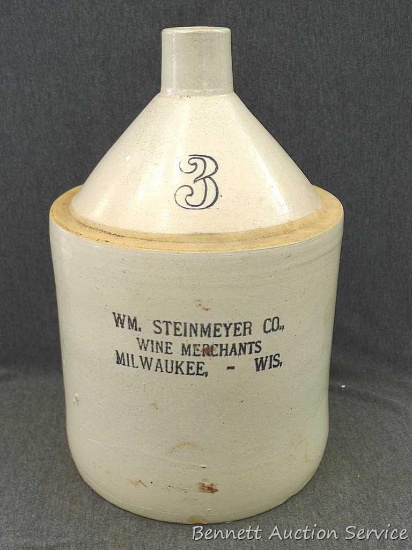 3
WM. STEINMEYER CO.,
WINE MERCHANTS
MILWAUKEE, - WIS.
Bennett Auction Service